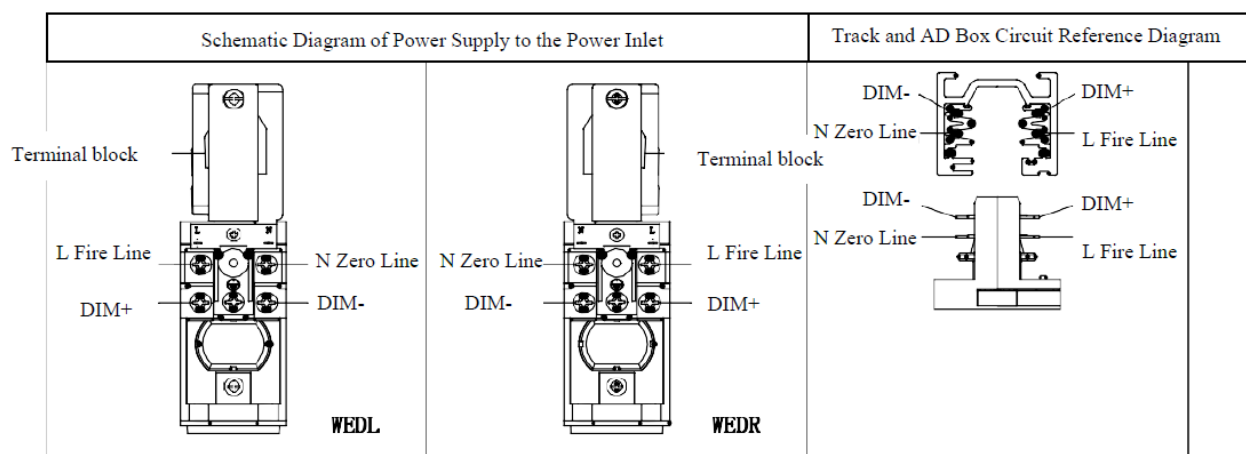 Schematic Diagram of Power Supply to the Power Inlet
Track and AD Box Circuit Reference Diagram
Terminal block
L N
L Fire Line
N Zero Line
DIM+
DIM-
WEDL
Terminal block
N L
N Zero Line
L Fire Line
DIM-
DIM+
WEDR
DIM-
DIM+
N Zero Line
L Fire Line
DIM-
DIM+
N Zero Line
L Fire Line